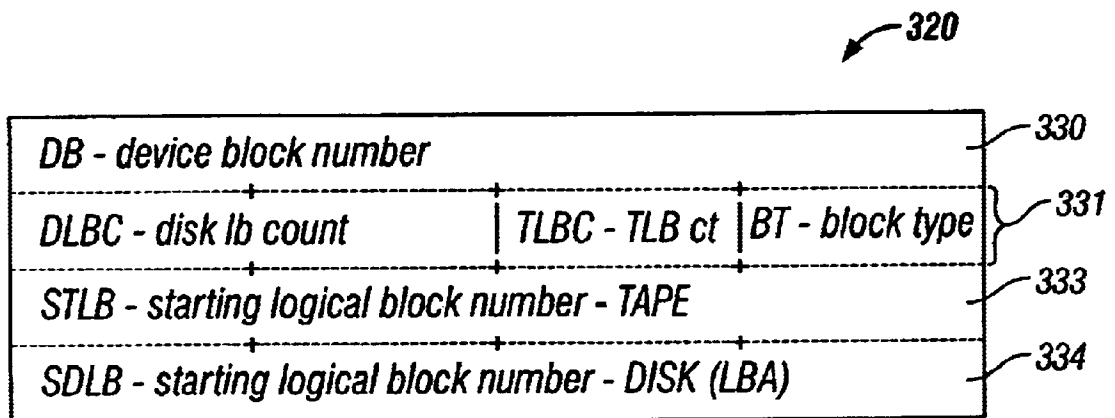 320
DB - device block number 330
DLBC - disk lb count TLBC - TLB ct BT - block type 331
STLB - starting logical block number - TAPE 333
SDLB - starting logical block number - DISK (LBA) 334